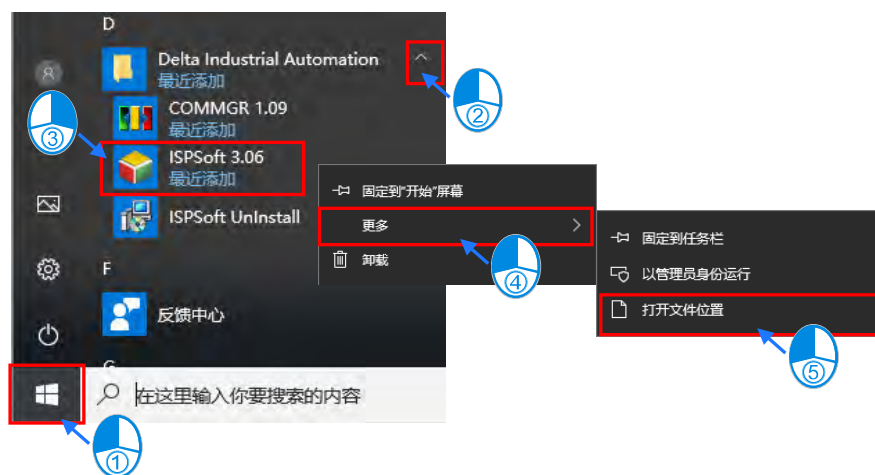 D
Delta Industrial Automation
最近添加
②
COMMGR 1.09
最近添加
③
ISPSoft 3.06
最近添加
ISPSoft UnInstall
固定到"开始"屏幕
更多
④
卸载
固定到任务栏
以管理员身份运行
打开文件位置
⑤
F
反馈中心
G
在这里输入你要搜索的内容
①